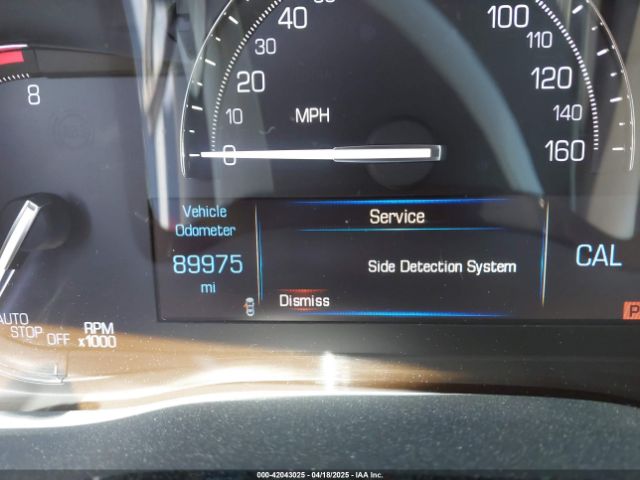 60
40
100
30
110
20
120
8
10
140
MPH
0
160
Vehicle
Odometer
Service
89975
Side Detection System
CAL
mi
Dismiss
P
AUTO
STOP
OFF
RPM
x1000
000-42043025 - 04/18/2025 - IAA Inc.